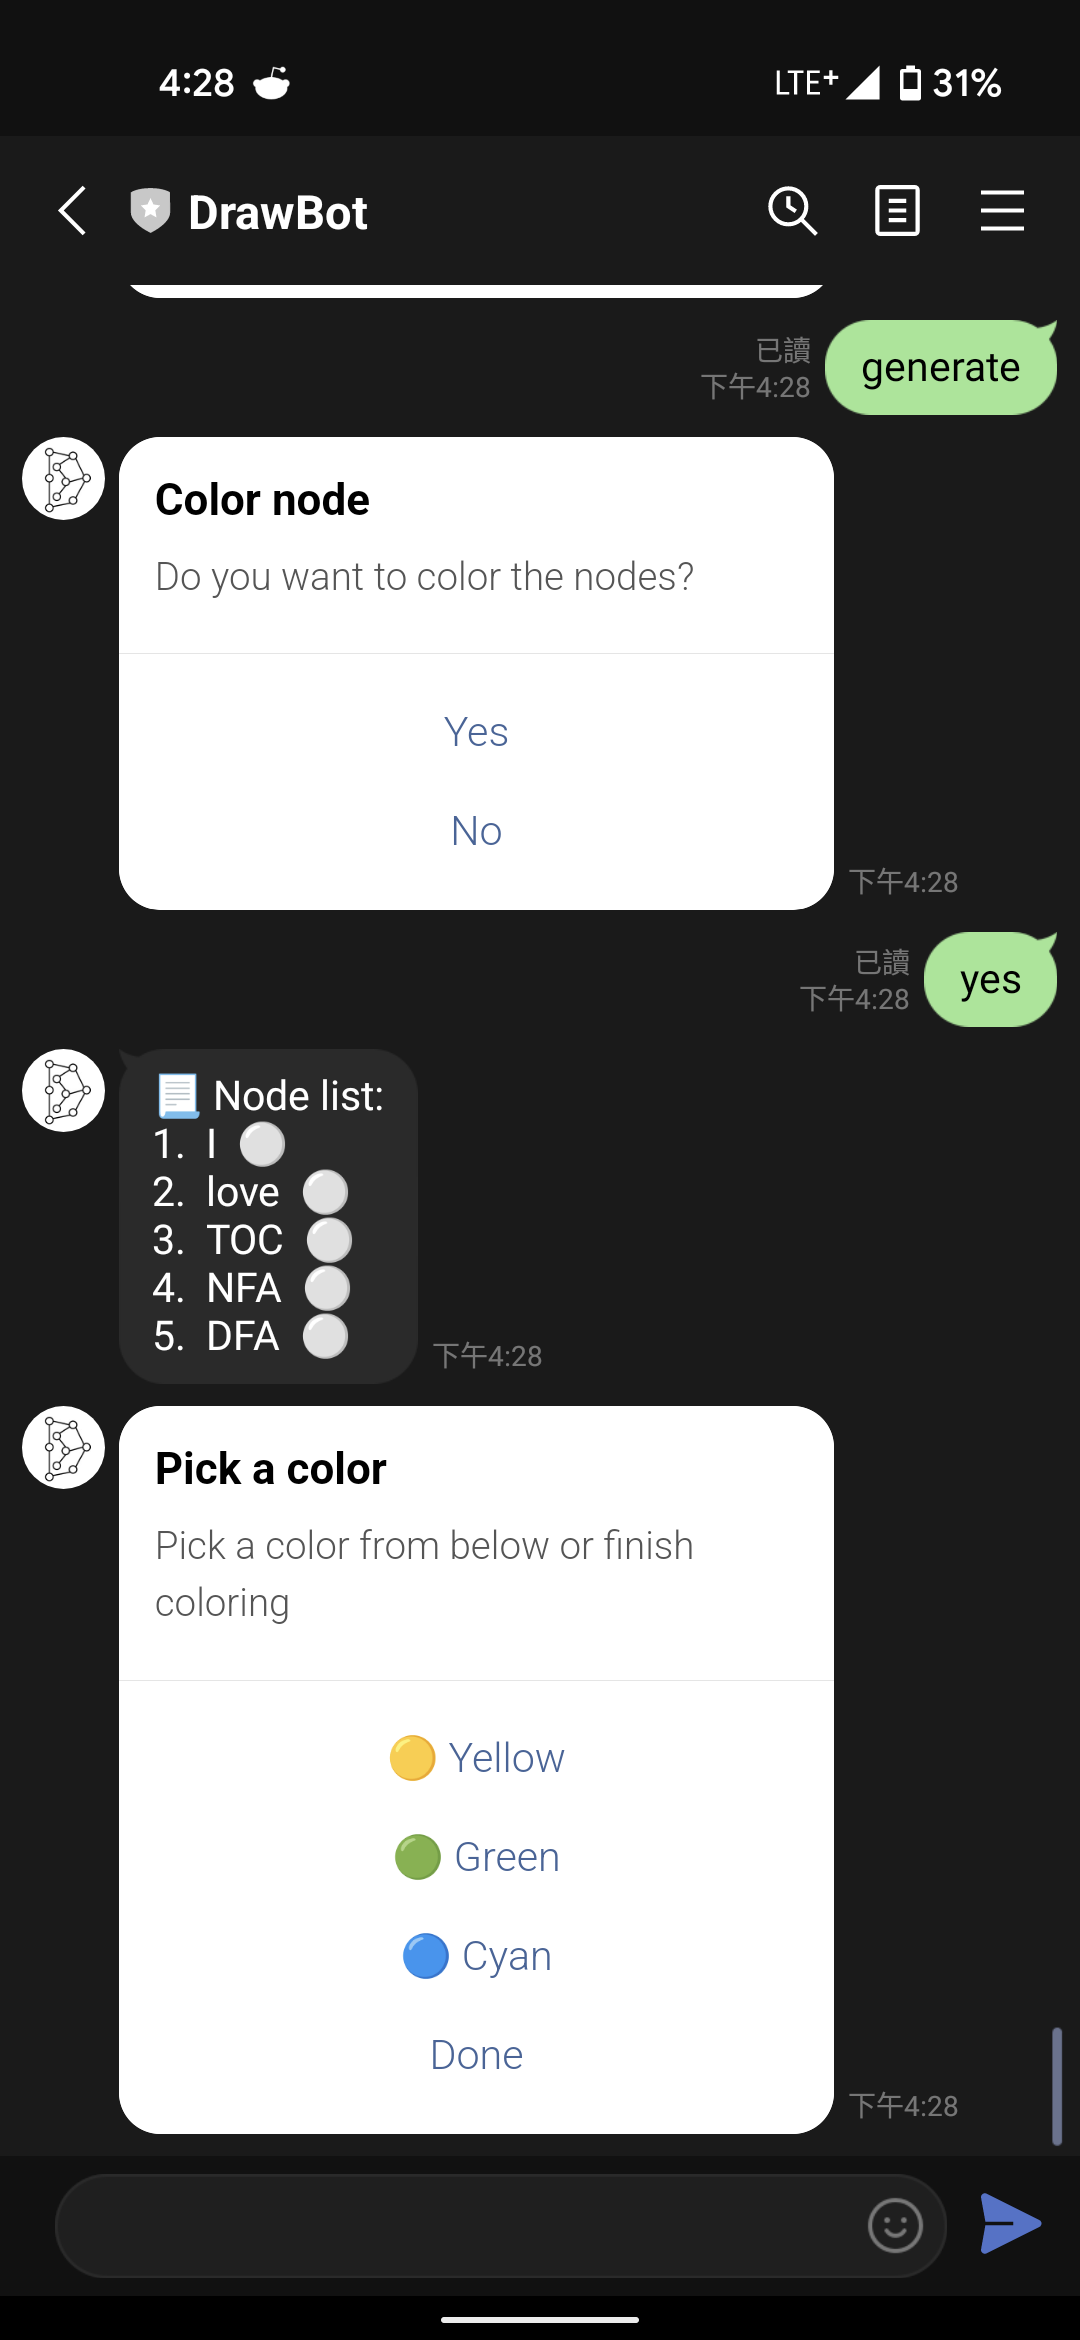 4:28
LTE+ 31%
DrawBot
已讀
下午4:28
generate
Color node
Do you want to color the nodes?
Yes
No
下午4:28
已讀
下午4:28
yes
📃 Node list:
1. I ⚪
2. love ⚪
3. TOC ⚪
4. NFA ⚪
5. DFA ⚪
下午4:28
Pick a color
Pick a color from below or finish
coloring
🟡 Yellow
🟢 Green
🔵 Cyan
Done
下午4:28